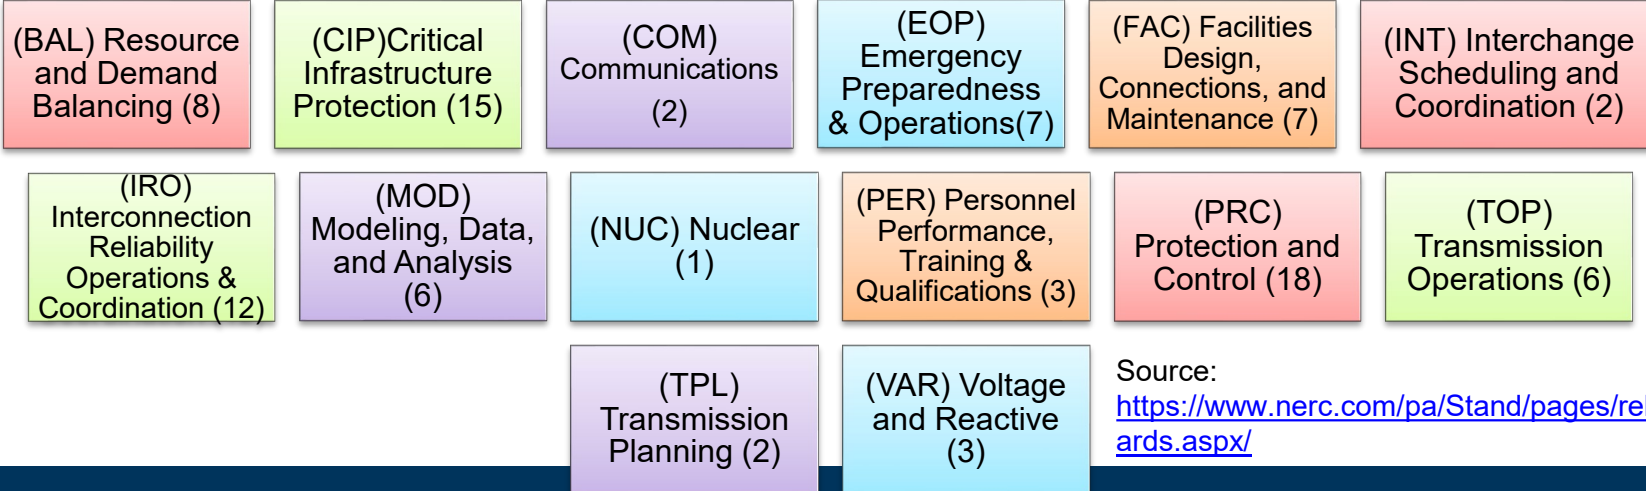 (BAL) Resource
and Demand
Balancing (8)
(CIP)Critical
Infrastructure
Protection (15)
(COM)
Communications
(2)
(EOP)
Emergency
Preparedness
& Operations(7)
(FAC) Facilities
Design,
Connections, and
Maintenance (7)
(INT) Interchange
Scheduling and
Coordination (2)
(IRO)
Interconnection
Reliability
Operations &
Coordination (12)
(MOD)
Modeling, Data,
and Analysis
(6)
(NUC) Nuclear
(1)
(PER) Personnel
Performance,
Training &
Qualifications (3)
(PRC)
Protection and
Control (18)
(TOP)
Transmission
Operations (6)
(TPL)
Transmission
Planning (2)
(VAR) Voltage
and Reactive
(3)
Source:
https://www.nerc.com/pa/Stand/pages/rel
ards.aspx/